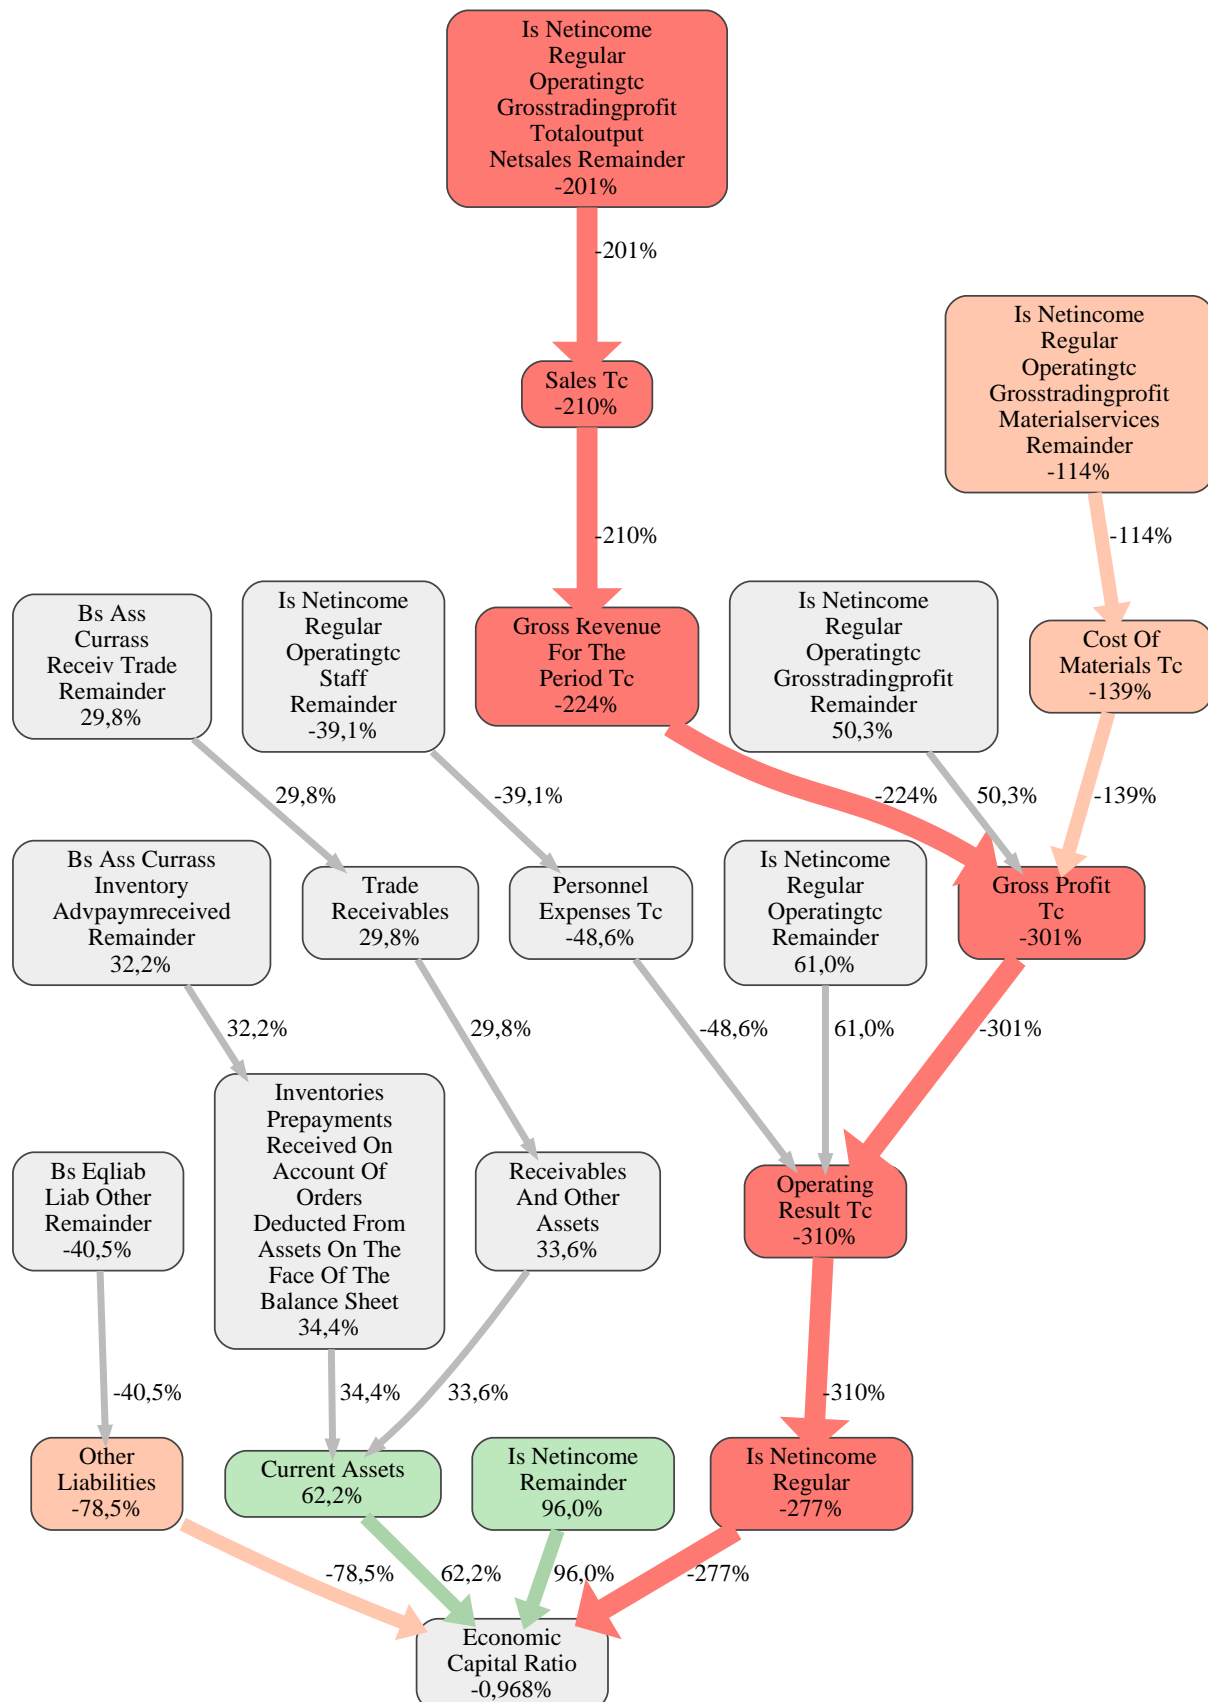 Is Netincome
Regular
Operatingtc
Grosstradingprofit
Totaloutput
Netsales Remainder
-201%
-201%
Is Netincome
Regular
Operatingtc
Grosstradingprofit
Materialservices
Remainder
-114%
Sales Tc
-210%
-210%
-114%
Bs Ass
Currass
Receiv Trade
Remainder
29,8%
Is Netincome
Regular
Operatingtc
Staff
Remainder
-39,1%
Gross Revenue
For The
Period Tc
-224%
Is Netincome
Regular
Operatingtc
Grosstradingprofit
Remainder
50,3%
Cost Of
Materials Tc
-139%
29,8%
-39,1%
-224%
50,3%
-139%
Bs Ass Currass
Inventory
Advpaymreceived
Remainder
32,2%
Trade
Receivables
29,8%
Personnel
Expenses Tc
-48,6%
Is Netincome
Regular
Operatingtc
Remainder
61,0%
Gross Profit
Tc
-301%
32,2%
29,8%
-48,6%
61,0%
-301%
Bs Eqliab
Liab Other
Remainder
-40,5%
Inventories
Prepayments
Received On
Account Of
Orders
Deducted From
Assets On The
Face Of The
Balance Sheet
34,4%
Receivables
And Other
Assets
33,6%
Operating
Result Tc
-310%
-40,5%
34,4%
33,6%
-310%
Other
Liabilities
-78,5%
Current Assets
62,2%
Is Netincome
Remainder
96,0%
Is Netincome
Regular
-277%
-78,5%
62,2%
96,0%
-277%
Economic
Capital Ratio
-0,968%